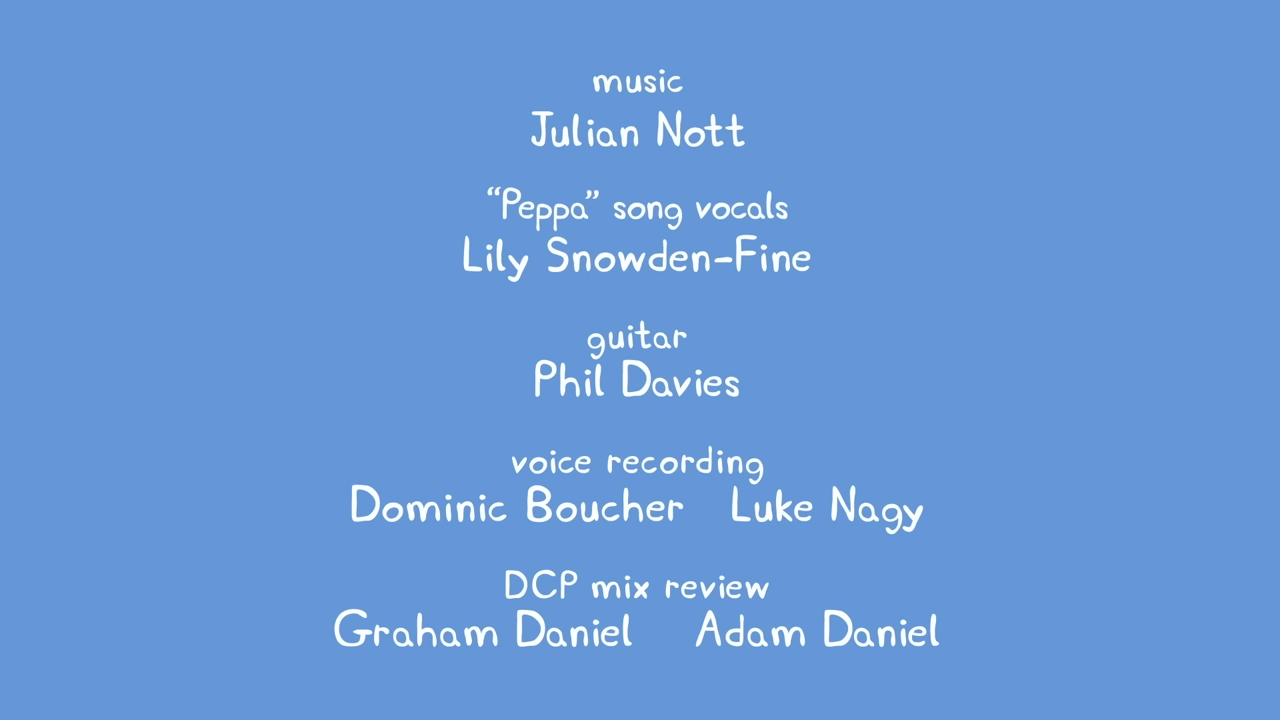 music
Julian Nott
“Peppa” song vocals
Lily Snowden-Fine
guitar
Phil Davies
voice recording
Dominic Boucher Luke Nagy
DCP mix review
Graham Daniel Adam Daniel